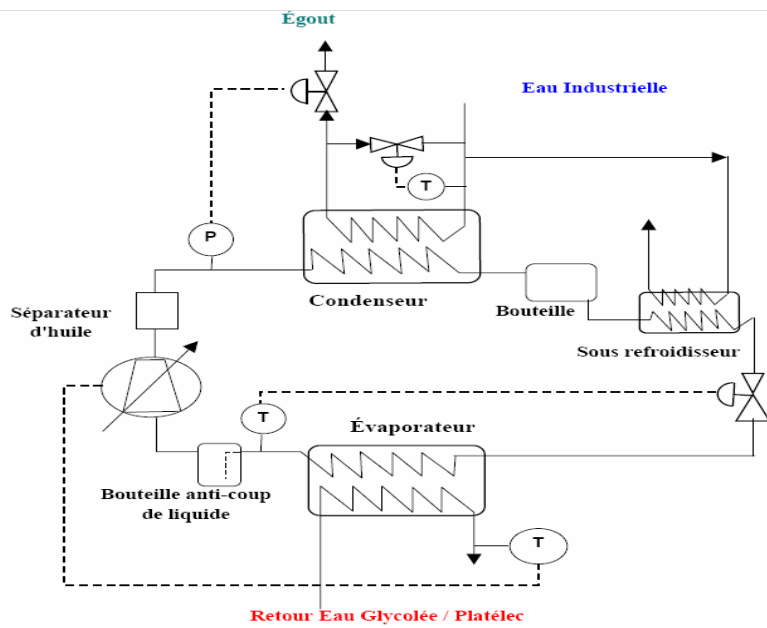 Égout
Eau Industrielle
T
P
Condenseur
Bouteille
Séparateur
d'huile
Sous refroidisseur
T
Évaporateur
Bouteille anti-coup
de liquide
T
Retour Eau Glycolée / Platélec